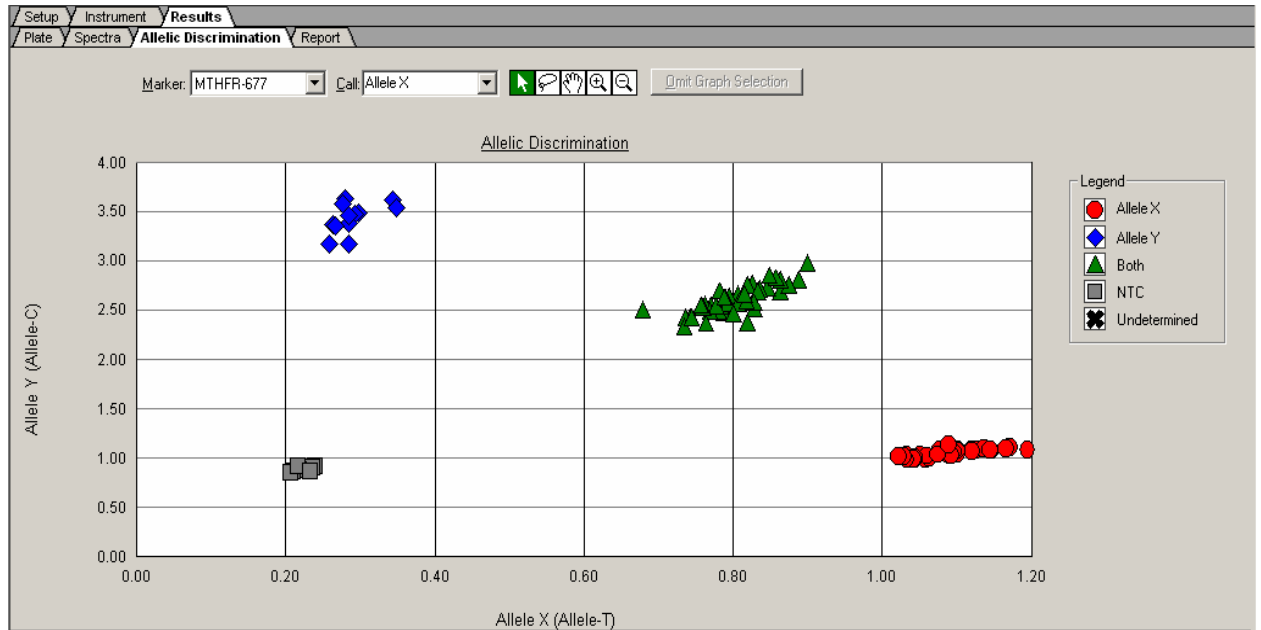 Setup Instrument Results
Plate Spectra Allelic Discrimination Report
Marker: MTHFR-677 Call: Allele X Omit Graph Selection
Allelic Discrimination
4.00
3.50
3.00
2.50
2.00
1.50
1.00
0.50
0.00
Allele Y (Allele-C)
0.00 0.20 0.40 0.60 0.80 1.00 1.20
Allele X (Allele-T)
Legend
Allele X
Allele Y
Both
NTC
Undetermined